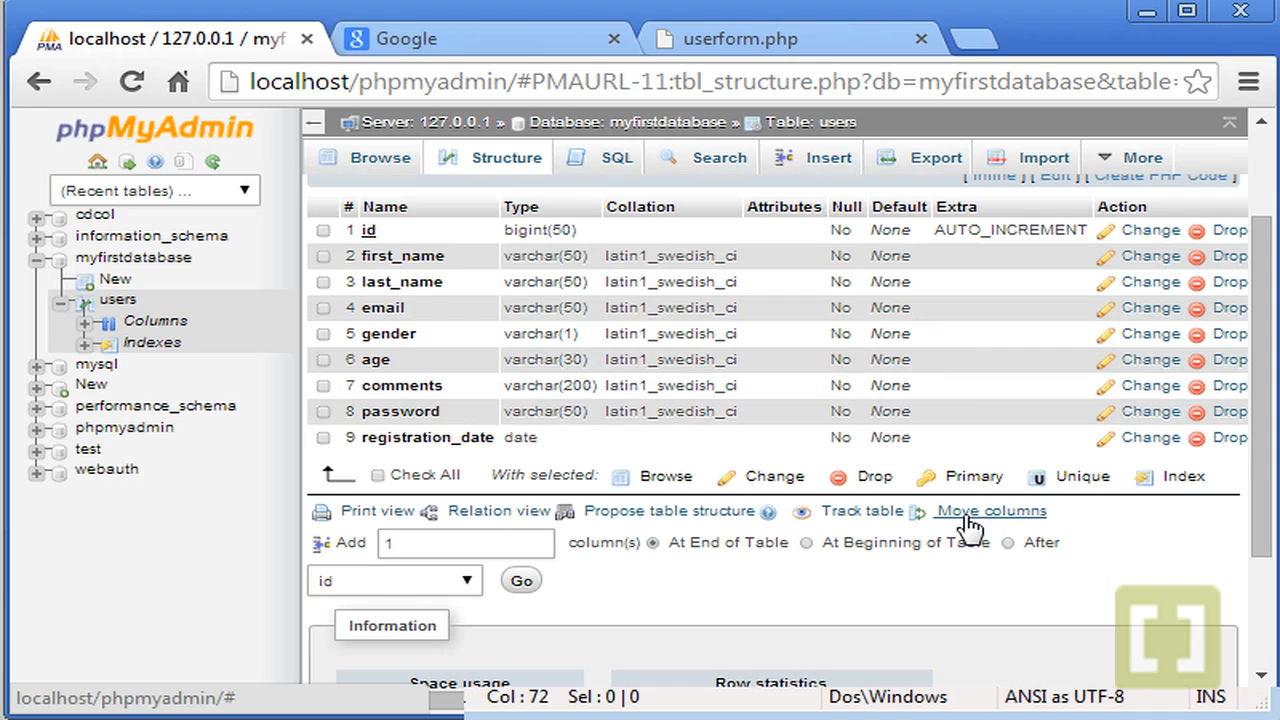 localhost / 127.0.0.1 / myf
Google
userform.php
localhost/phpmyadmin/#PMAURL-11:tbl_structure.php?db=myfirstdatabase&table=
phpMyAdmin
(Recent tables) ...
cdcol
information_schema
myfirstdatabase
New
users
Columns
Indexes
mysql
New
performance_schema
phpmyadmin
test
webauth
Server: 127.0.0.1 » Database: myfirstdatabase » Table: users
Browse Structure SQL Search Insert Export Import More
[ Inline ] [ Edit ] [ Create PHP Code ]
# Name Type Collation Attributes Null Default Extra Action
1 id bigint(50) No None AUTO_INCREMENT Change Drop
2 first_name varchar(50) latin1_swedish_ci No None Change Drop
3 last_name varchar(50) latin1_swedish_ci No None Change Drop
4 email varchar(50) latin1_swedish_ci No None Change Drop
5 gender varchar(1) latin1_swedish_ci No None Change Drop
6 age varchar(30) latin1_swedish_ci No None Change Drop
7 comments varchar(200) latin1_swedish_ci No None Change Drop
8 password varchar(50) latin1_swedish_ci No None Change Drop
9 registration_date date No None Change Drop
Check All With selected: Browse Change Drop Primary Unique Index
Print view Relation view Propose table structure Track table Move columns
Add 1 column(s) At End of Table At Beginning of Table After
id Go
Information
Space usage Row statistics
localhost/phpmyadmin/#
Col : 72 Sel : 0 | 0 Dos\Windows ANSI as UTF-8 INS